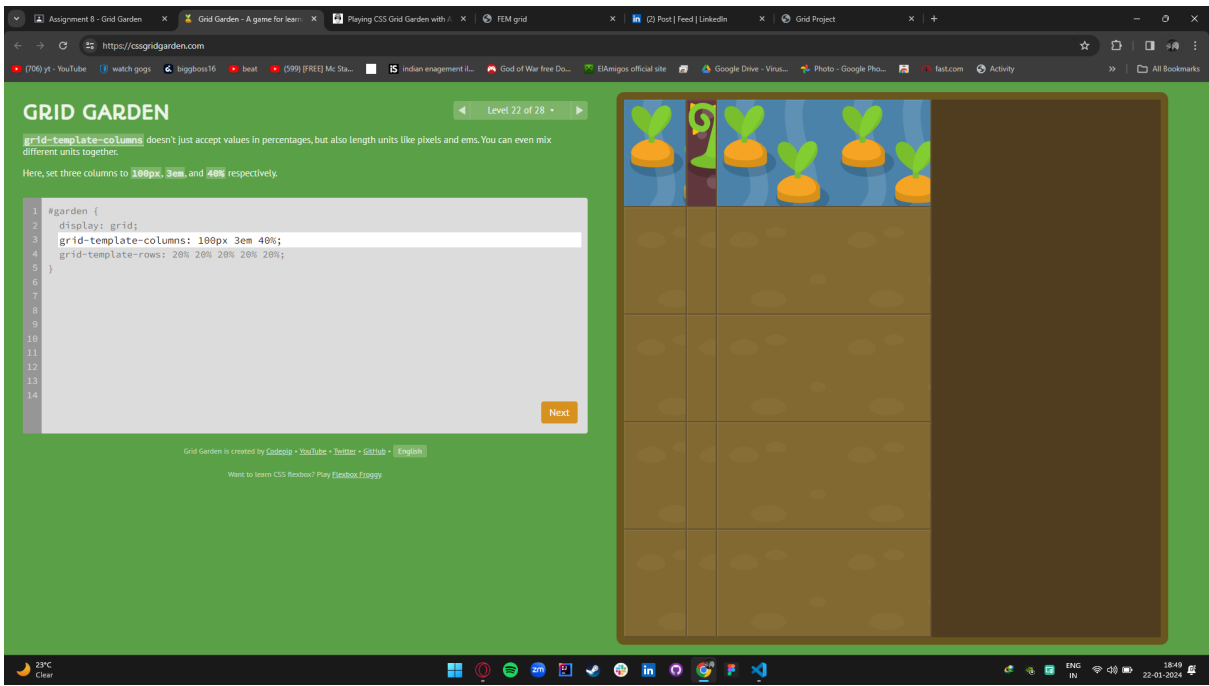 Assignment 8 - Grid Garden
Grid Garden - A game for learn
Playing CSS Grid Garden with A
FEM grid
(2) Post | Feed | LinkedIn
Grid Project
https://cssgridgarden.com
(706) yt - YouTube
watch gogs
biggboss16
beat
(599) [FREE] Mc Sta...
indian enagement il...
God of War free Do...
ElAmigos official site
Google Drive - Virus...
Photo - Google Pho...
fast.com
Activity
All Bookmarks
GRID GARDEN
Level 22 of 28
grid-template-columns doesn't just accept values in percentages, but also length units like pixels and ems. You can even mix
different units together.
Here, set three columns to 100px, 3em, and 40% respectively.
1 #garden {
2 display: grid;
3 grid-template-columns: 100px 3em 40%;
4 grid-template-rows: 20% 20% 20% 20% 20%;
5 }
6
7
8
9
10
11
12
13
14
Next
Grid Garden is created by Codepip • YouTube • Twitter • GitHub • English
Want to learn CSS flexbox? Play Flexbox Froggy.
23°C
Clear
zm
in
ENG
IN
18:49
22-01-2024